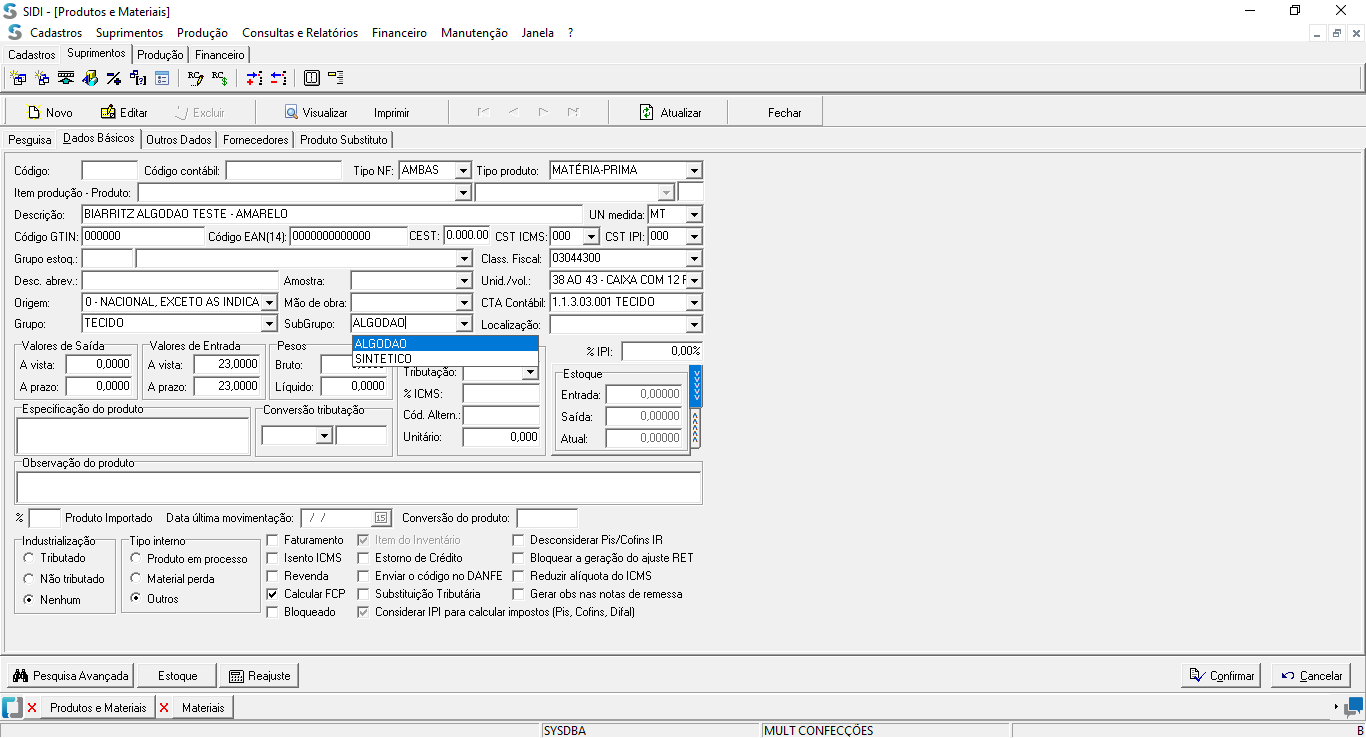 SIDI - [Produtos e Materiais]
Cadastros Suprimentos Produção Consultas e Relatórios Financeiro Manutenção Janela ?
Cadastros Suprimentos Produção Financeiro
Novo Editar Excluir Visualizar Imprimir Atualizar Fechar
Pesquisa Dados Básicos Outros Dados Fornecedores Produto Substituto
Código: Código contábil: Tipo NF: AMBAS Tipo produto: MATÉRIA-PRIMA
Item produção - Produto:
Descrição: BIARRITZ ALGODAO TESTE - AMARELO UN medida: MT
Código GTIN: 000000 Código EAN(14): 0000000000000 CEST: 0.000.00 CST ICMS: 000 CST IPI: 000
Grupo estoq.: Class. Fiscal: 03044300
Desc. abrev.: Amostra: Unid./vol.: 38 AO 43 - CAIXA COM 12 F
Origem: 0 - NACIONAL, EXCETO AS INDICA Mão de obra: CTA Contábil: 1.1.3.03.001 TECIDO
Grupo: TECIDO SubGrupo: ALGODAO Localização:
ALGODAO
SINTETICO
Valores de Saída Valores de Entrada Pesos
A vista: 0,0000 A vista: 23,0000 Bruto: % IPI: 0,00%
A prazo: 0,0000 A prazo: 23,0000 Líquido: 0,0000 Tributação: Estoque
% ICMS: Entrada: 0,00000
Especificação do produto Conversão tributação Cód. Altern.: Saída: 0,00000
Unitário: 0,000 Atual: 0,00000
Observação do produto
% Produto Importado Data última movimentação: / / 15 Conversão do produto:
Industrialização Tipo interno Faturamento Item do Inventário Desconsiderar Pis/Cofins IR
Tributado Produto em processo Isento ICMS Estorno de Crédito Bloquear a geração do ajuste RET
Não tributado Material perda Revenda Enviar o código no DANFE Reduzir alíquota do ICMS
Nenhum Outros Calcular FCP Substituição Tributária Gerar obs nas notas de remessa
Bloqueado Considerar IPI para calcular impostos (Pis, Cofins, Difal)
Pesquisa Avançada Estoque Reajuste Confirmar Cancelar
Produtos e Materiais Materiais
SYSDBA MULT CONFECÇÕES B